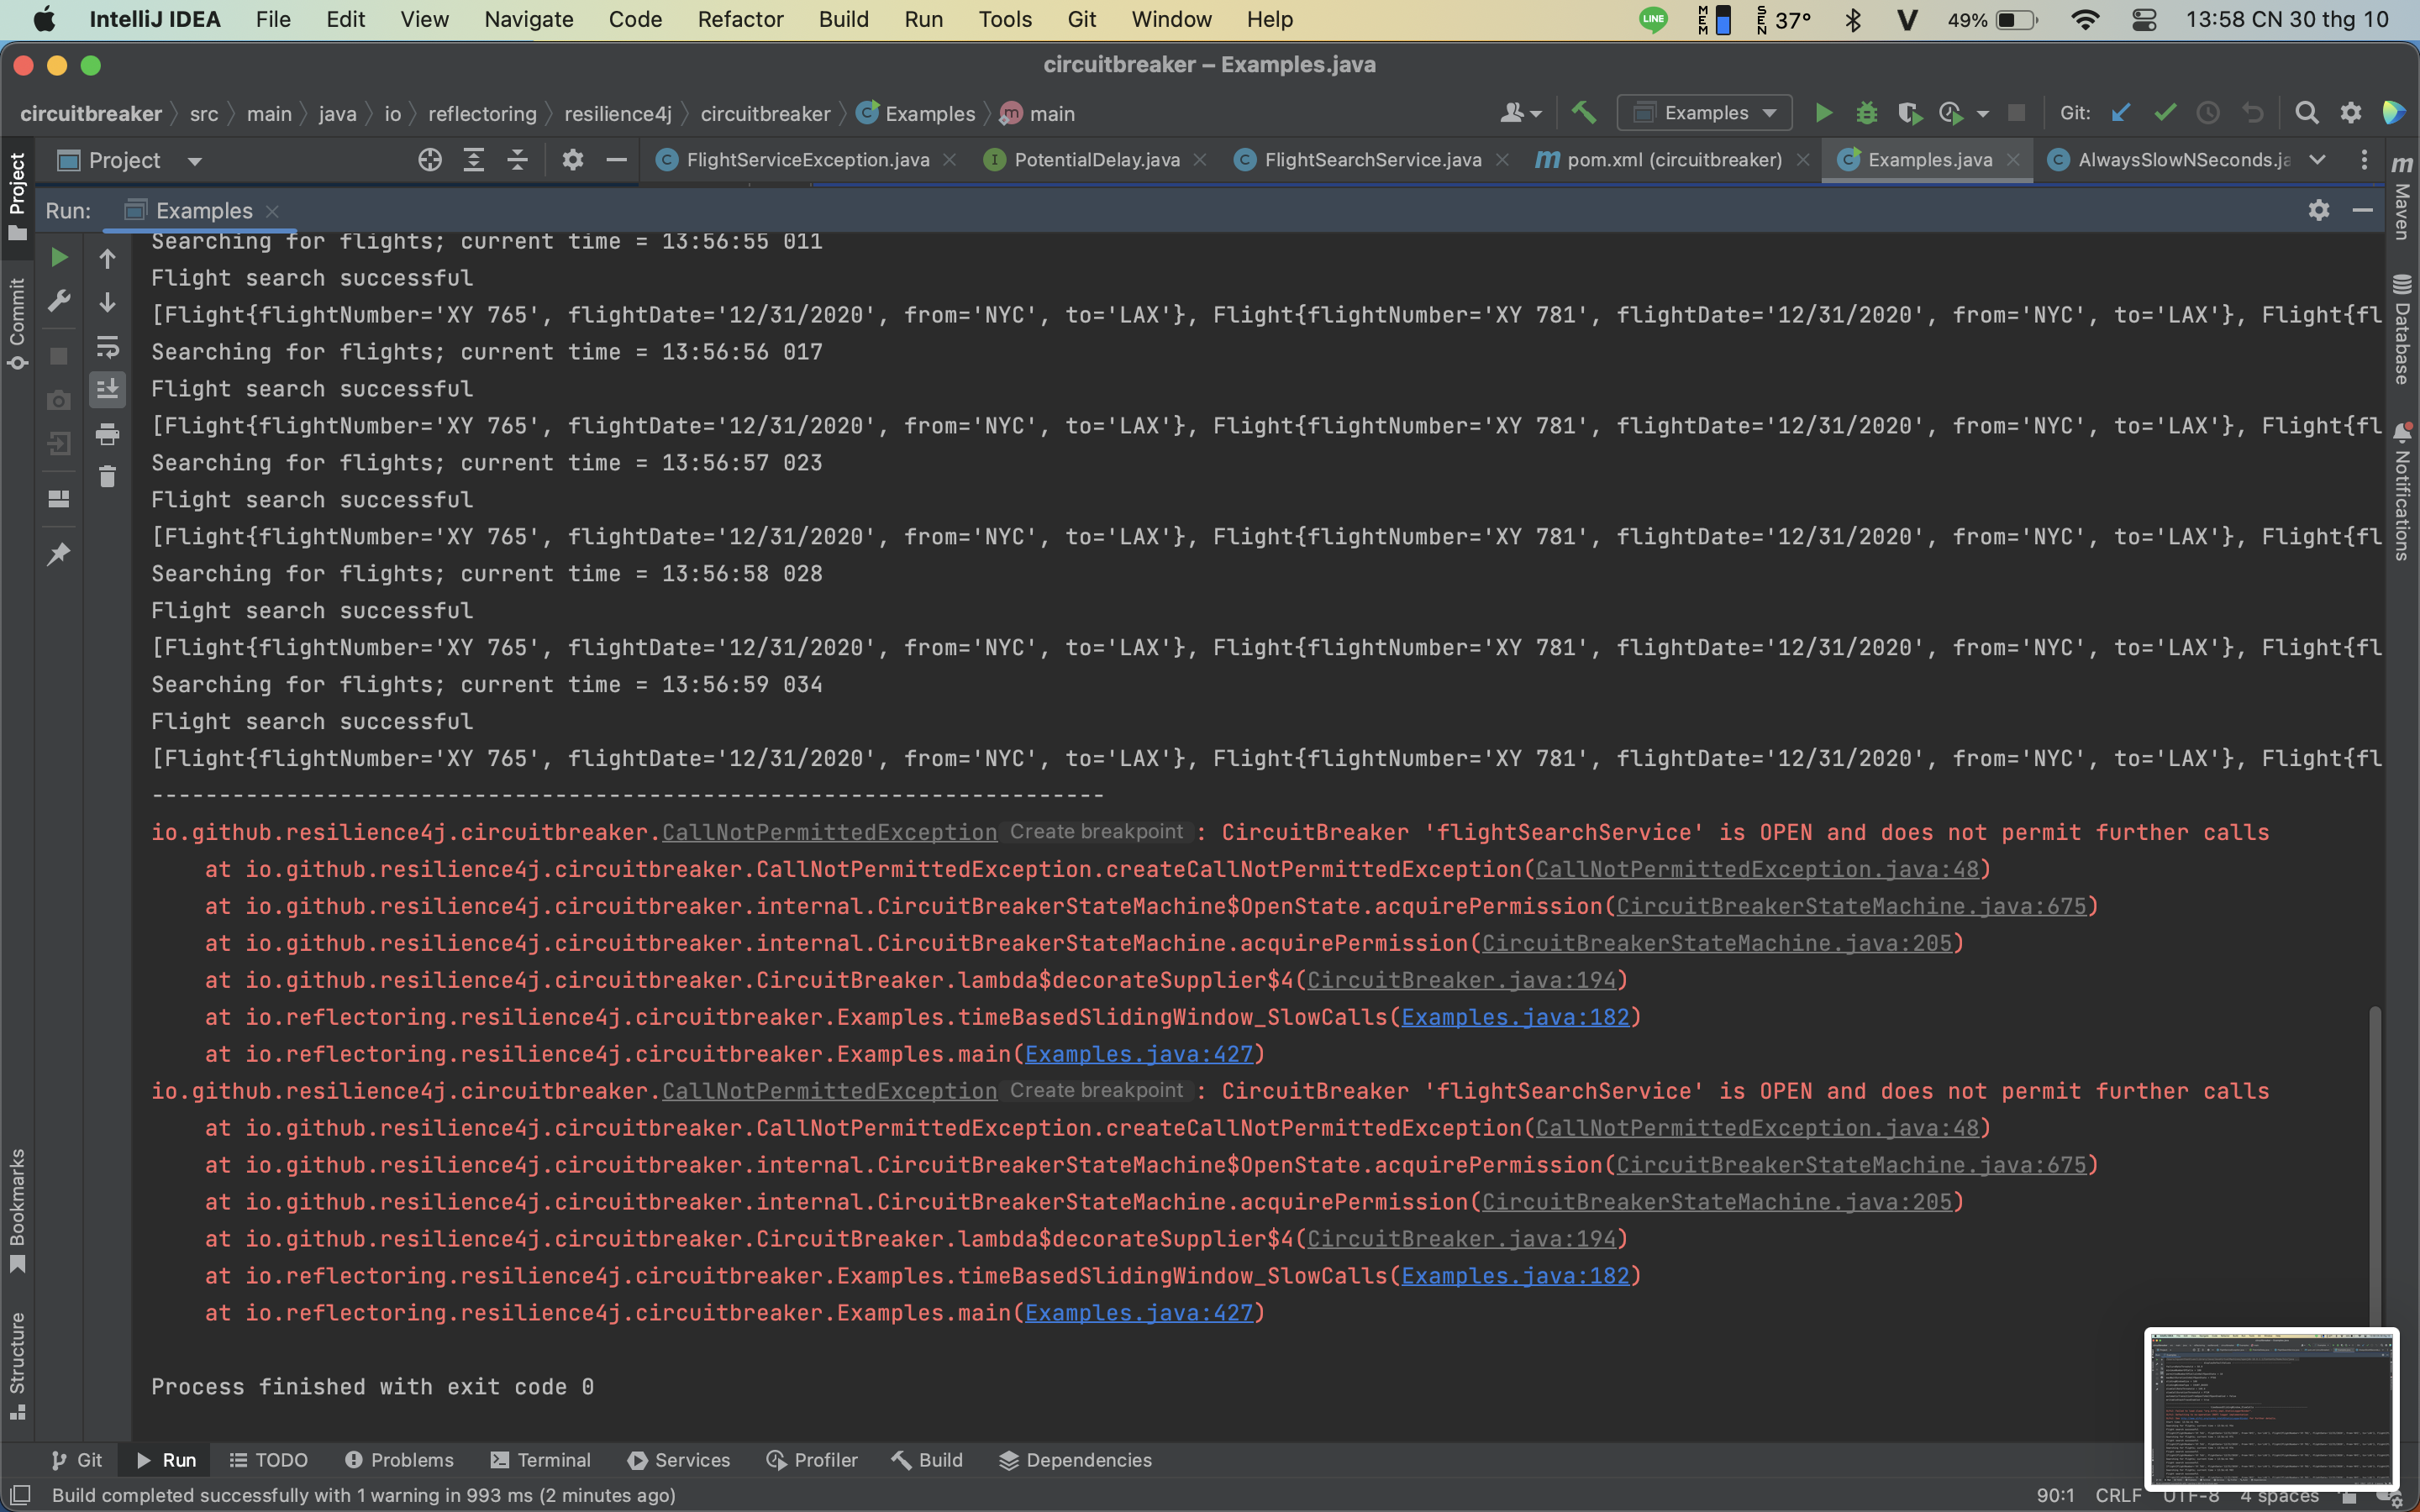 IntelliJ IDEA File Edit View Navigate Code Refactor Build Run Tools Git Window Help LINE MEM SEN 37° V 49% 13:58 CN 30 thg 10
circuitbreaker – Examples.java
circuitbreaker src main java io reflectoring resilience4j circuitbreaker Examples main Examples Git:
Project FlightServiceException.java PotentialDelay.java FlightSearchService.java pom.xml (circuitbreaker) Examples.java AlwaysSlowNSeconds.ja
Run: Examples
Project
Commit
Bookmarks
Structure
Searching for flights; current time = 13:56:55 011
Flight search successful
[Flight{flightNumber='XY 765', flightDate='12/31/2020', from='NYC', to='LAX'}, Flight{flightNumber='XY 781', flightDate='12/31/2020', from='NYC', to='LAX'}, Flight{fl
Searching for flights; current time = 13:56:56 017
Flight search successful
[Flight{flightNumber='XY 765', flightDate='12/31/2020', from='NYC', to='LAX'}, Flight{flightNumber='XY 781', flightDate='12/31/2020', from='NYC', to='LAX'}, Flight{fl
Searching for flights; current time = 13:56:57 023
Flight search successful
[Flight{flightNumber='XY 765', flightDate='12/31/2020', from='NYC', to='LAX'}, Flight{flightNumber='XY 781', flightDate='12/31/2020', from='NYC', to='LAX'}, Flight{fl
Searching for flights; current time = 13:56:58 028
Flight search successful
[Flight{flightNumber='XY 765', flightDate='12/31/2020', from='NYC', to='LAX'}, Flight{flightNumber='XY 781', flightDate='12/31/2020', from='NYC', to='LAX'}, Flight{fl
Searching for flights; current time = 13:56:59 034
Flight search successful
[Flight{flightNumber='XY 765', flightDate='12/31/2020', from='NYC', to='LAX'}, Flight{flightNumber='XY 781', flightDate='12/31/2020', from='NYC', to='LAX'}, Flight{fl
-----------------------------------------------------------------------
io.github.resilience4j.circuitbreaker.CallNotPermittedException Create breakpoint : CircuitBreaker 'flightSearchService' is OPEN and does not permit further calls
at io.github.resilience4j.circuitbreaker.CallNotPermittedException.createCallNotPermittedException(CallNotPermittedException.java:48)
at io.github.resilience4j.circuitbreaker.internal.CircuitBreakerStateMachine$OpenState.acquirePermission(CircuitBreakerStateMachine.java:675)
at io.github.resilience4j.circuitbreaker.internal.CircuitBreakerStateMachine.acquirePermission(CircuitBreakerStateMachine.java:205)
at io.github.resilience4j.circuitbreaker.CircuitBreaker.lambda$decorateSupplier$4(CircuitBreaker.java:194)
at io.reflectoring.resilience4j.circuitbreaker.Examples.timeBasedSlidingWindow_SlowCalls(Examples.java:182)
at io.reflectoring.resilience4j.circuitbreaker.Examples.main(Examples.java:427)
io.github.resilience4j.circuitbreaker.CallNotPermittedException Create breakpoint : CircuitBreaker 'flightSearchService' is OPEN and does not permit further calls
at io.github.resilience4j.circuitbreaker.CallNotPermittedException.createCallNotPermittedException(CallNotPermittedException.java:48)
at io.github.resilience4j.circuitbreaker.internal.CircuitBreakerStateMachine$OpenState.acquirePermission(CircuitBreakerStateMachine.java:675)
at io.github.resilience4j.circuitbreaker.internal.CircuitBreakerStateMachine.acquirePermission(CircuitBreakerStateMachine.java:205)
at io.github.resilience4j.circuitbreaker.CircuitBreaker.lambda$decorateSupplier$4(CircuitBreaker.java:194)
at io.reflectoring.resilience4j.circuitbreaker.Examples.timeBasedSlidingWindow_SlowCalls(Examples.java:182)
at io.reflectoring.resilience4j.circuitbreaker.Examples.main(Examples.java:427)
Process finished with exit code 0
Maven
Database
Notifications
Git Run TODO Problems Terminal Services Profiler Build Dependencies
Build completed successfully with 1 warning in 993 ms (2 minutes ago) 90:1 CRLF UTF-8 4 spaces